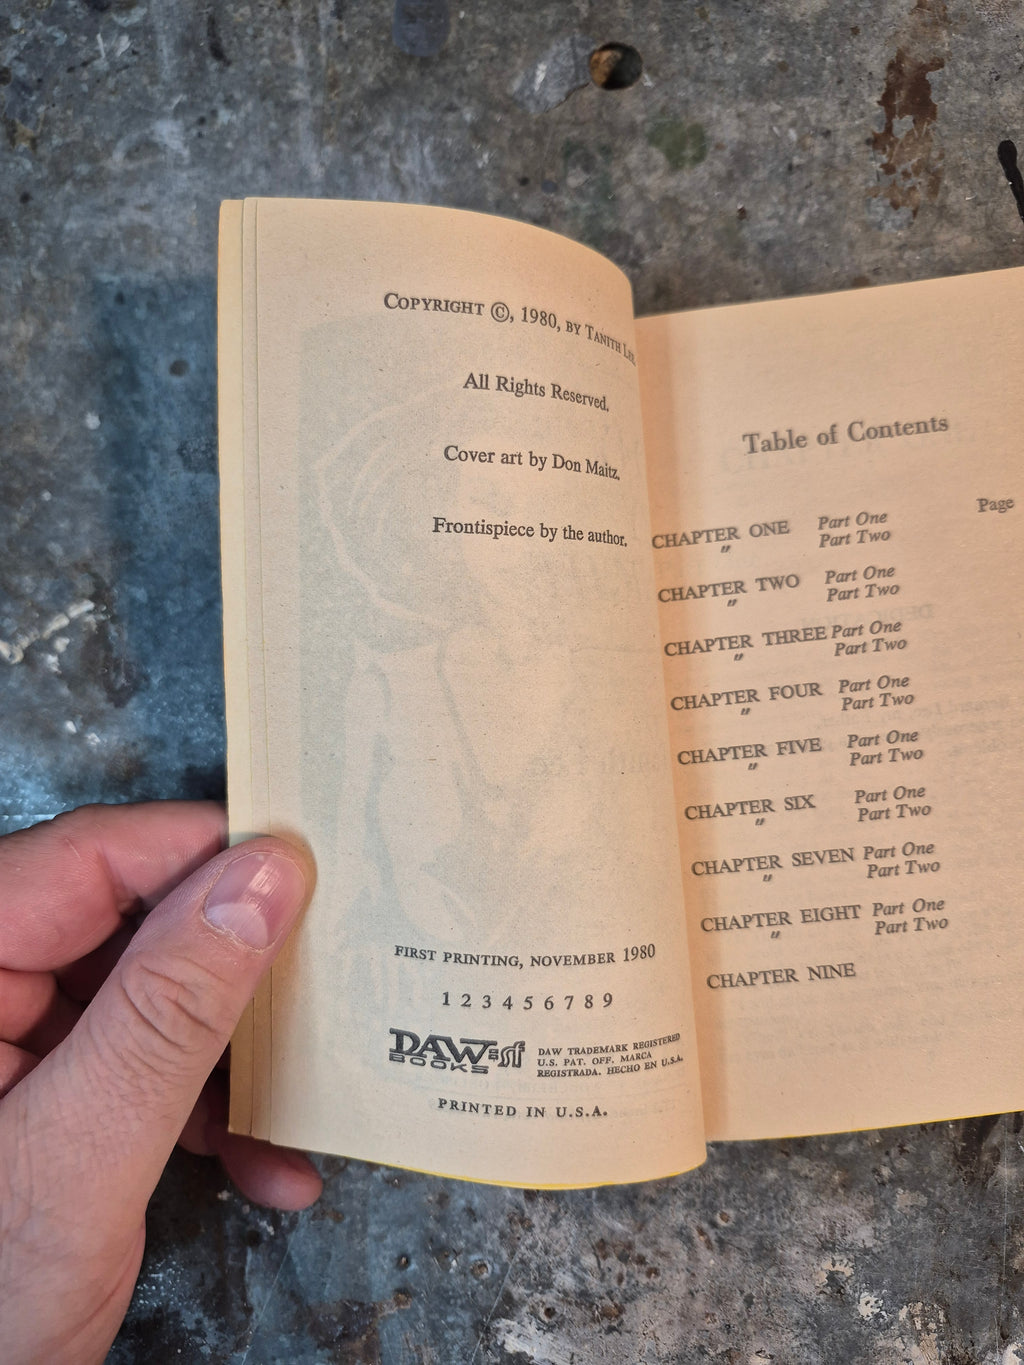 COPYRIGHT ©, 1980, BY TANITH LEE
All Rights Reserved.
Cover art by Don Maitz.
Frontispiece by the author.
FIRST PRINTING, NOVEMBER 1980
1 2 3 4 5 6 7 8 9
DAW sf
BOOKS
DAW TRADEMARK REGISTERED
U.S. PAT. OFF. MARCA
REGISTRADA. HECHO EN U.S.A.
PRINTED IN U.S.A.
Table of Contents
Page
CHAPTER ONE Part One
" Part Two
CHAPTER TWO Part One
" Part Two
CHAPTER THREE Part One
" Part Two
CHAPTER FOUR Part One
" Part Two
CHAPTER FIVE Part One
" Part Two
CHAPTER SIX Part One
" Part Two
CHAPTER SEVEN Part One
" Part Two
CHAPTER EIGHT Part One
" Part Two
CHAPTER NINE